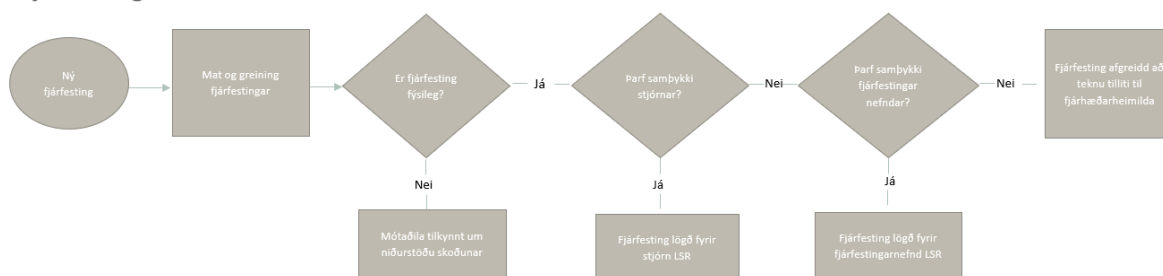 Ný
fjárfesting
Mat og greining
fjárfestingar
Er fjárfesting
fýsileg?
Já
Þarf samþykki
stjórnar?
Nei
Þarf samþykki
fjárfestingar
nefndar?
Nei
Fjárfesting afgreidd að
teknu tilliti til
fjárhæðarheimilda
Nei
Já
Já
Mótaðila tilkynnt um
niðurstöðu skoðunar
Fjárfesting lögð fyrir
stjórn LSR
Fjárfesting lögð fyrir
fjárfestingarnefnd LSR